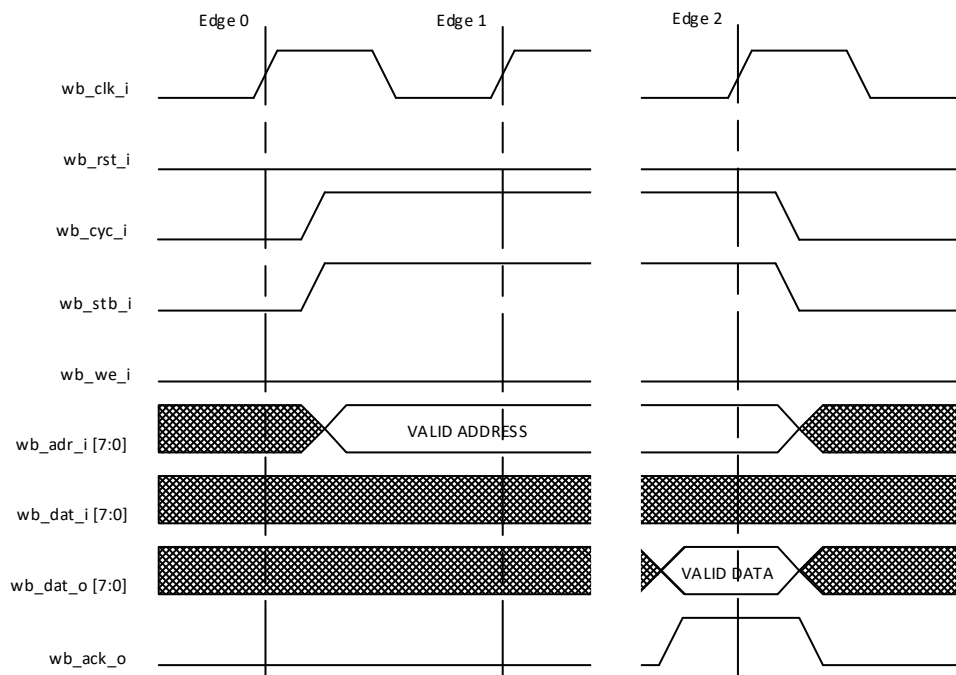 Edge 0
Edge 1
Edge 2
wb_clk_i
wb_rst_i
wb_cyc_i
wb_stb_i
wb_we_i
wb_adr_i [7:0]
VALID ADDRESS
wb_dat_i [7:0]
wb_dat_o [7:0]
VALID DATA
wb_ack_o